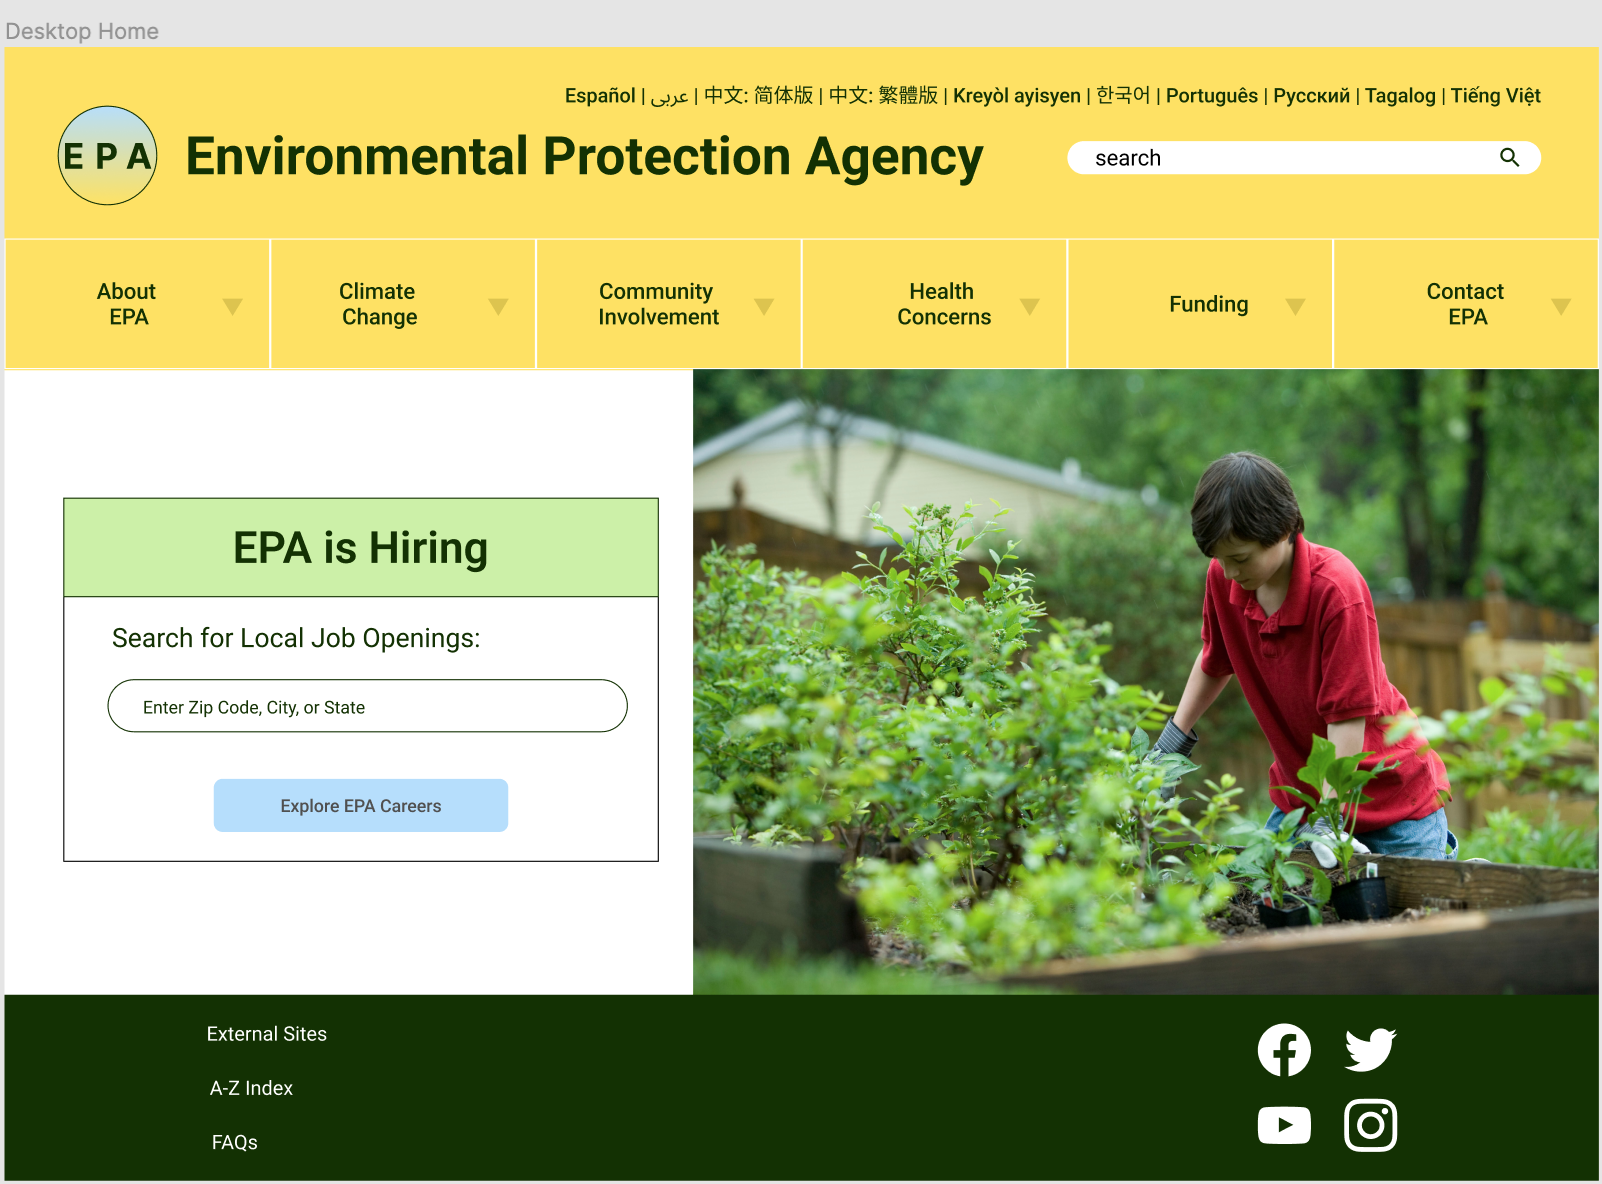 Desktop Home
Español | عربى | 中文: 简体版 | 中文: 繁體版 | Kreyòl ayisyen | 한국어 | Português | Русский | Tagalog | Tiếng Việt
E P A
Environmental Protection Agency
search
About
EPA
Climate
Change
Community
Involvement
Health
Concerns
Funding
Contact
EPA
EPA is Hiring
Search for Local Job Openings:
Enter Zip Code, City, or State
Explore EPA Careers
External Sites
A-Z Index
FAQs